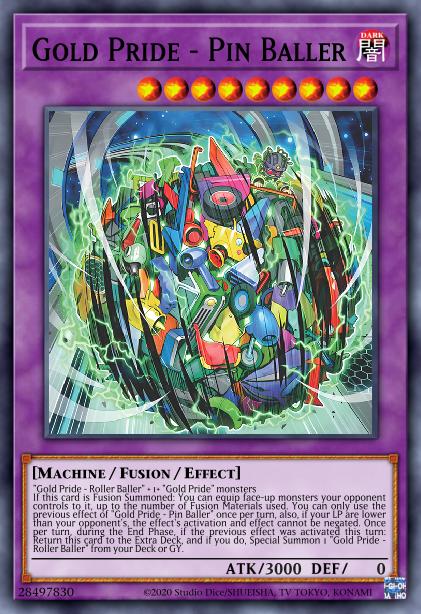 GOLD PRIDE - PIN BALLER
DARK
闇
[MACHINE / FUSION / EFFECT]
"Gold Pride - Roller Baller" + 1+ "Gold Pride" monsters
If this card is Fusion Summoned: You can equip face-up monsters your opponent
controls to it, up to the number of Fusion Materials used. You can only use the
previous effect of "Gold Pride - Pin Baller" once per turn, also, if your LP are lower
than your opponent's, the effect's activation and effect cannot be negated. Once
per turn, during the End Phase, if the previous effect was activated this turn:
Return this card to the Extra Deck, and if you do, Special Summon 1 "Gold Pride -
Roller Baller" from your Deck or GY.
ATK/3000 DEF/ 0
28497830
©2020 Studio Dice/SHUEISHA, TV TOKYO, KONAMI